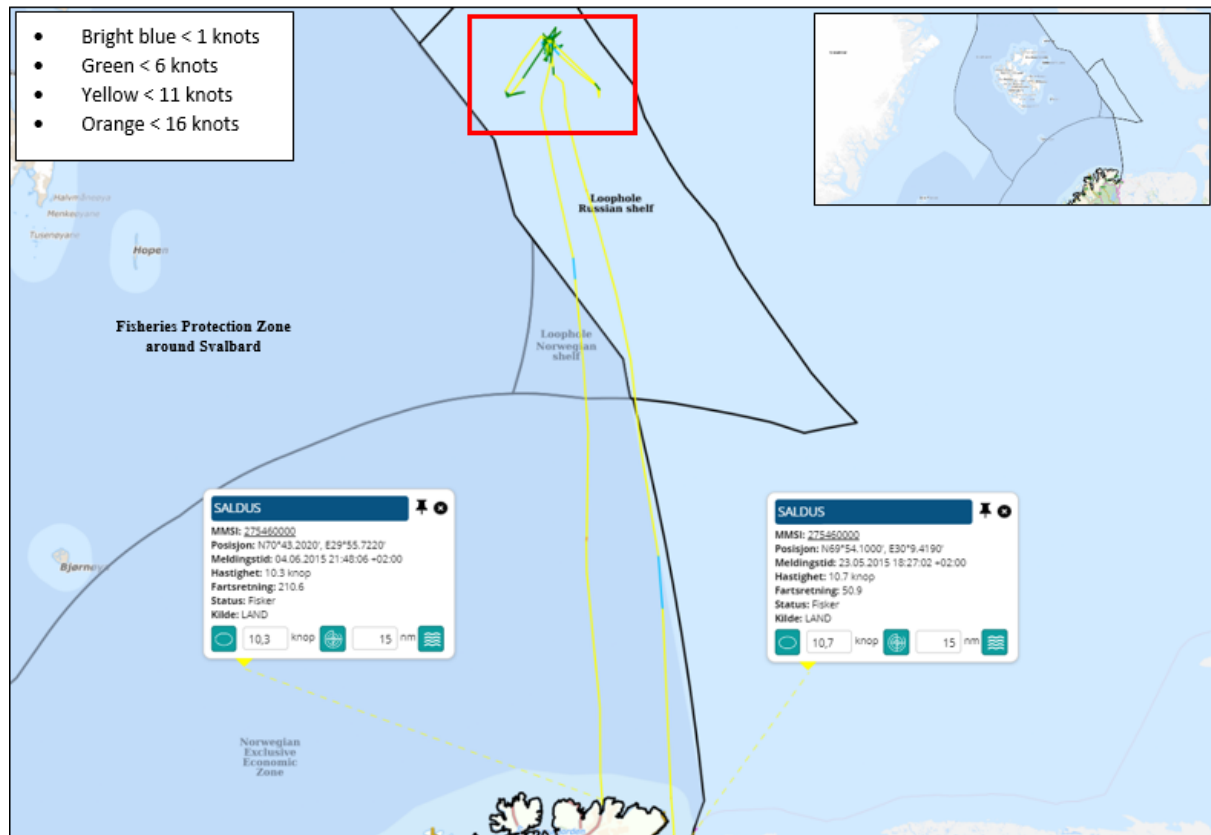 Bright blue < 1 knots
Green < 6 knots
Yellow < 11 knots
Orange < 16 knots
Halvmåneøya
Menkeøyane
Tusenøyane
Hopen
Loophole
Russian shelf
Fisheries Protection Zone
around Svalbard
Loophole
Norwegian
shelf
SALDUS
MMSI: 275460000
Posisjon: N70°43.2020', E29°55.7220'
Meldingstid: 04.06.2015 21:48:06 +02:00
Hastighet: 10.3 knop
Fartsretning: 210.6
Status: Fisker
Kilde: LAND
10,3 knop 15 nm
SALDUS
MMSI: 275460000
Posisjon: N69°54.1000', E30°9.4190'
Meldingstid: 23.05.2015 18:27:02 +02:00
Hastighet: 10.7 knop
Fartsretning: 50.9
Status: Fisker
Kilde: LAND
10,7 knop 15 nm
Bjørnøya
Norwegian
Exclusive
Economic
Zone